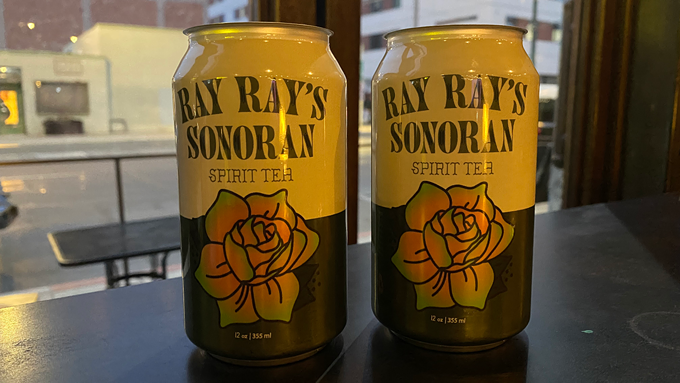 RAY RAY'S
SONORAN
SPIRIT TEA
12 oz | 355 ml
RAY RAY'S
SONORAN
SPIRIT TEA
12 oz | 355 ml